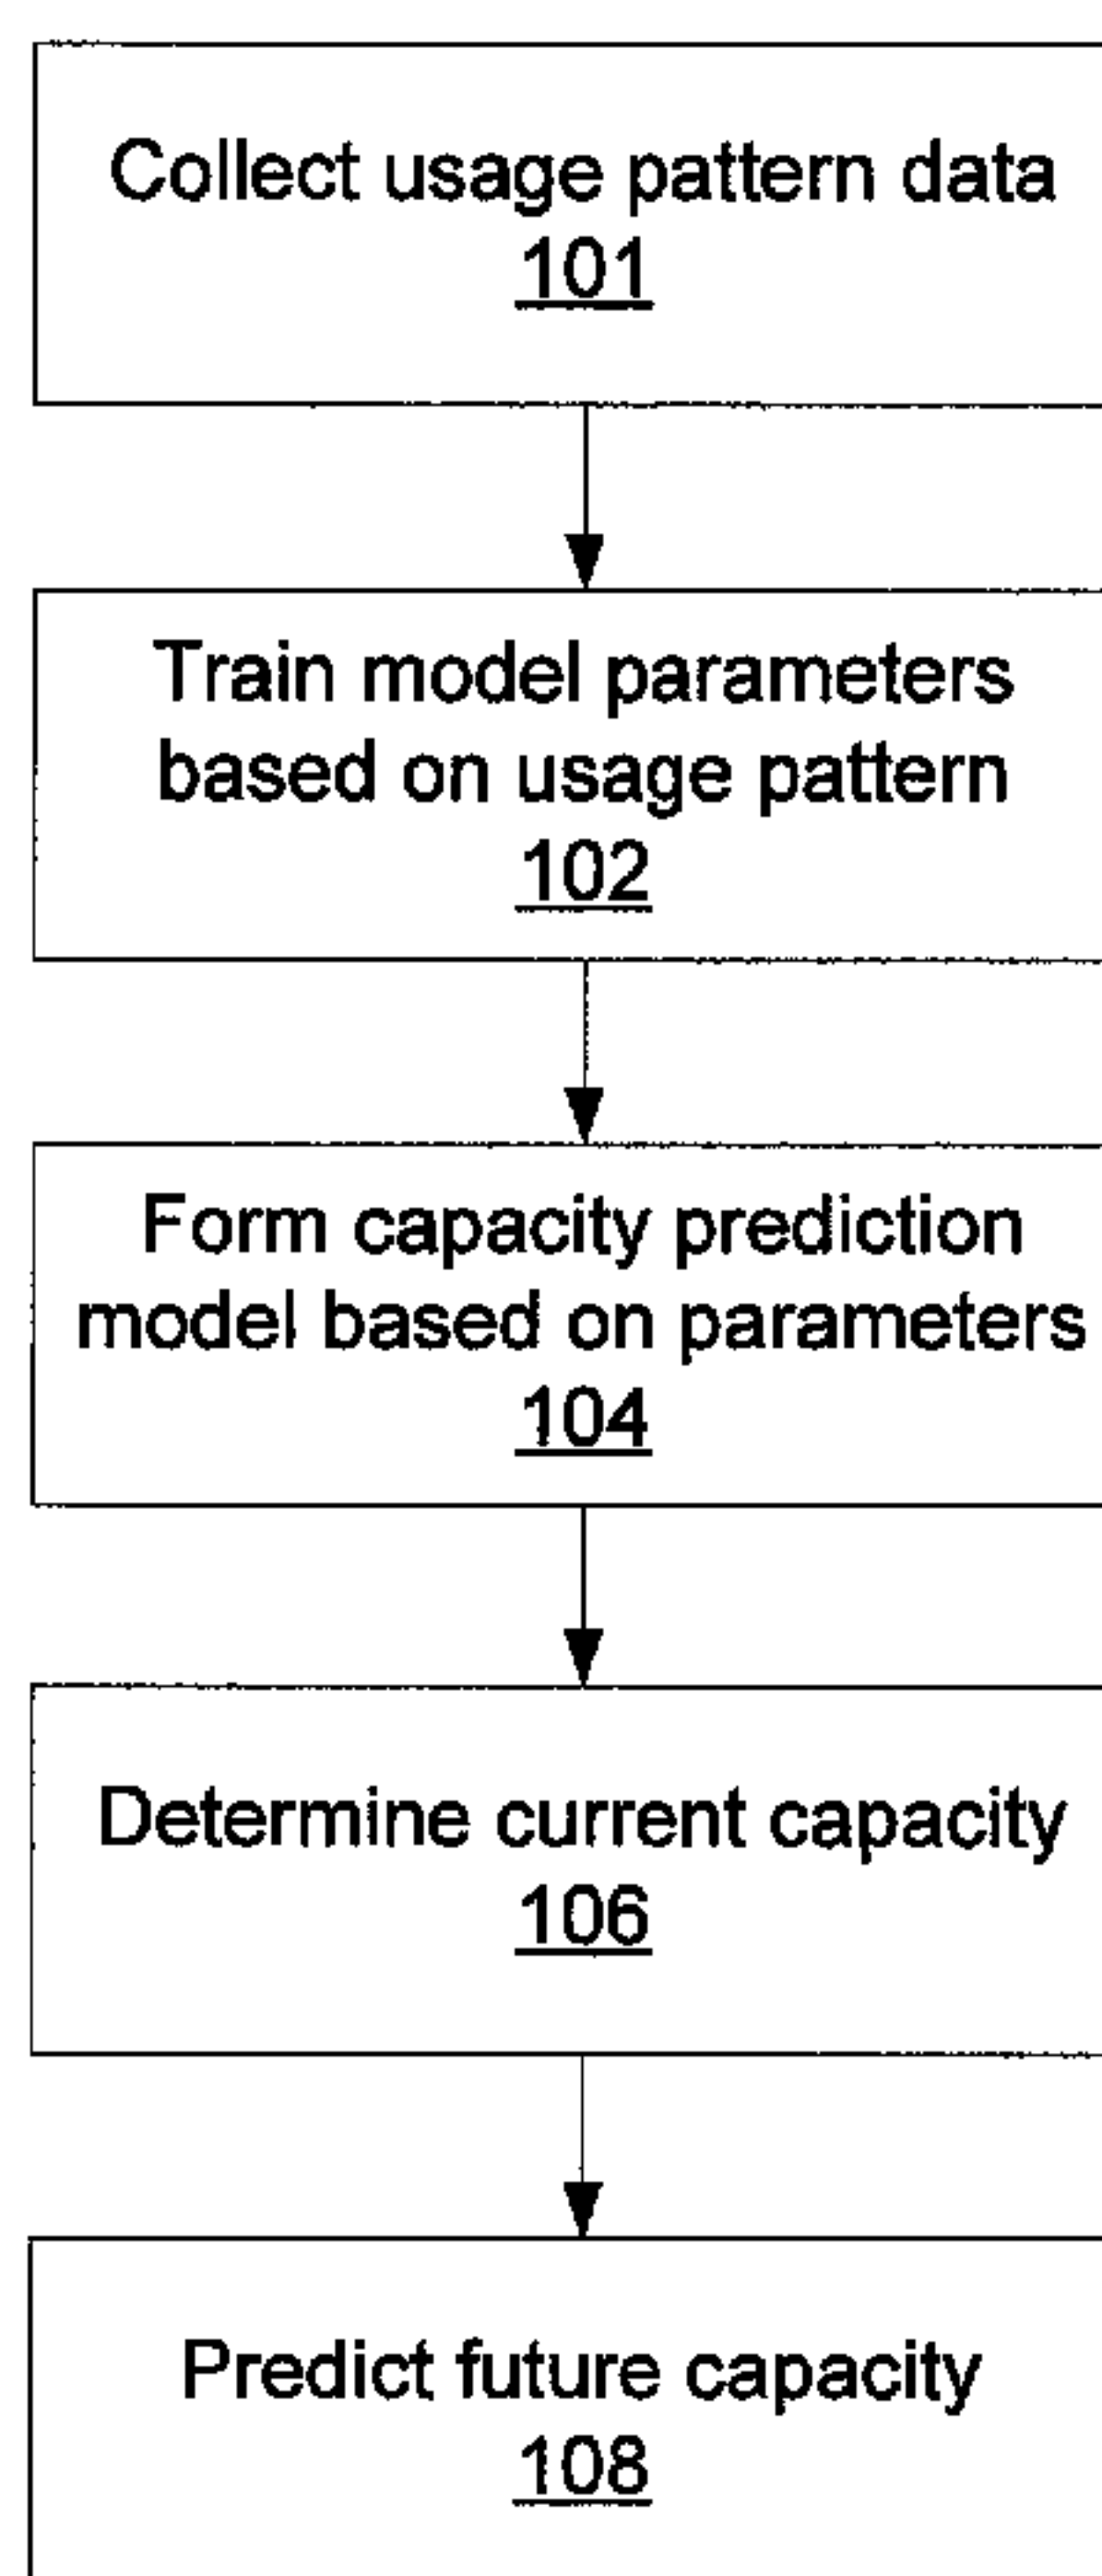 Collect usage pattern data
101
Train model parameters
based on usage pattern
102
Form capacity prediction
model based on parameters
104
Determine current capacity
106
Predict future capacity
108